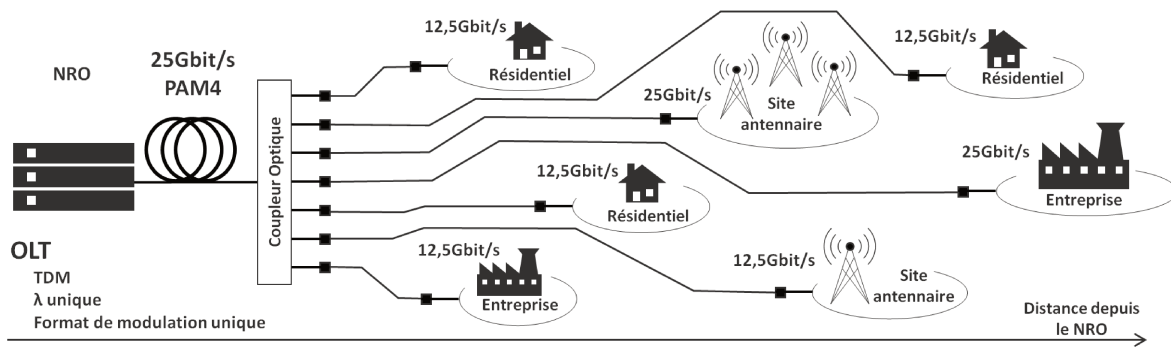 NRO
25Gbit/s
PAM4
Coupleur Optique
12,5Gbit/s
Résidentiel
25Gbit/s
Site
antennaire
12,5Gbit/s
Résidentiel
25Gbit/s
Entreprise
12,5Gbit/s
Résidentiel
12,5Gbit/s
Entreprise
12,5Gbit/s
Site
antennaire
OLT
TDM
λ unique
Format de modulation unique
Distance depuis
le NRO